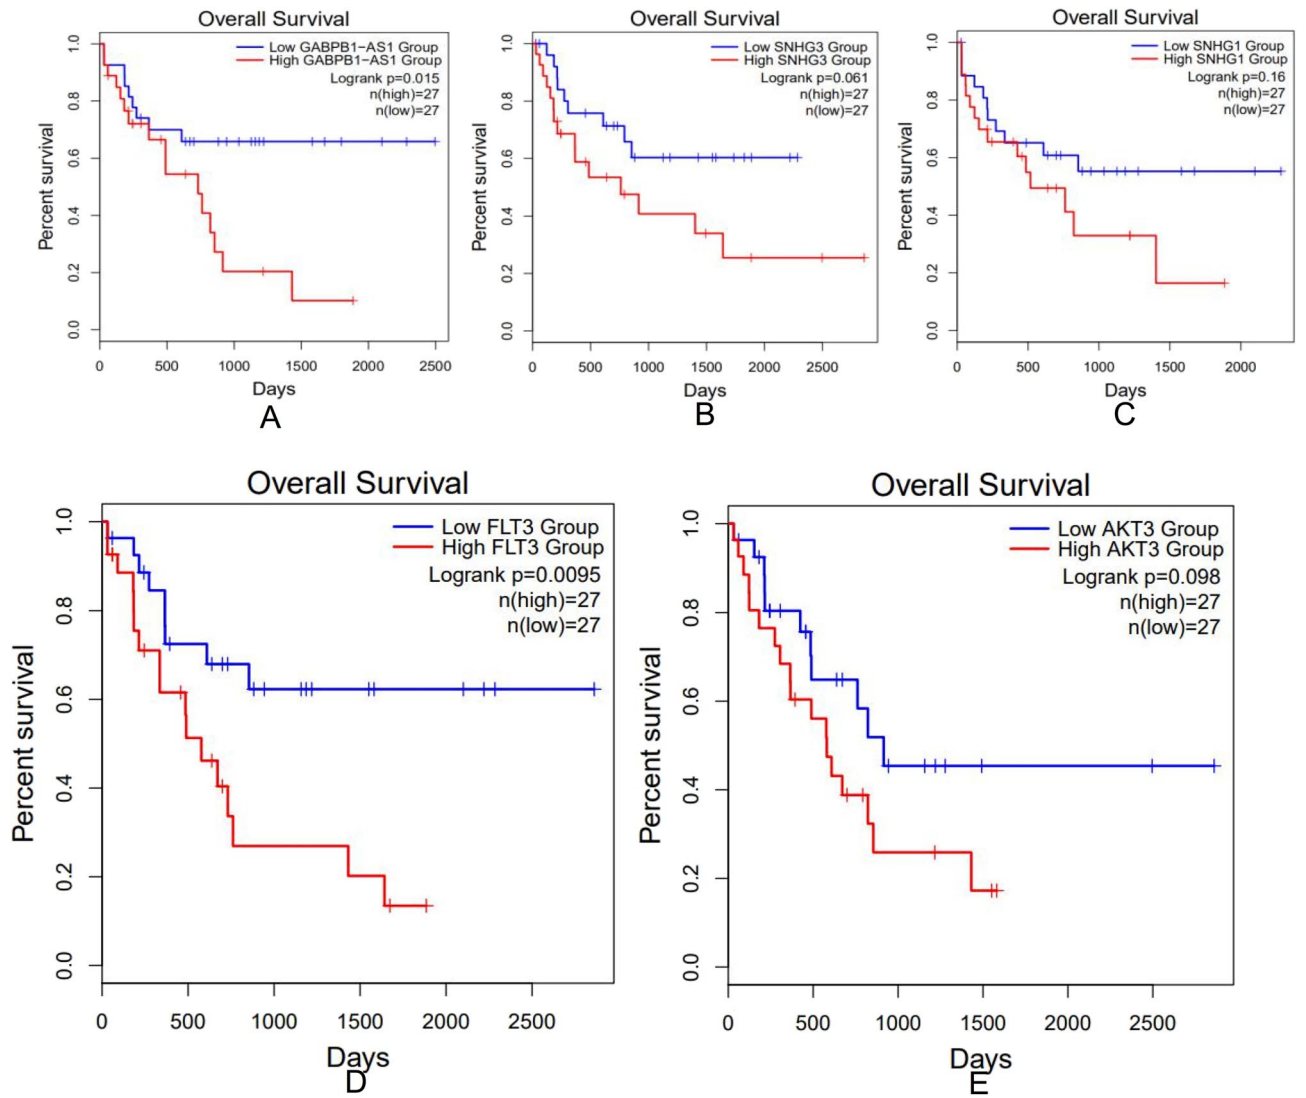 Overall Survival
Low GABPB1−AS1 Group
High GABPB1−AS1 Group
Logrank p=0.015
n(high)=27
n(low)=27
Percent survival
0.0
0.2
0.4
0.6
0.8
1.0
0 500 1000 1500 2000 2500
Days
A
Overall Survival
Low SNHG3 Group
High SNHG3 Group
Logrank p=0.061
n(high)=27
n(low)=27
Percent survival
0.0
0.2
0.4
0.6
0.8
1.0
0 500 1000 1500 2000 2500
Days
B
Overall Survival
Low SNHG1 Group
High SNHG1 Group
Logrank p=0.16
n(high)=27
n(low)=27
Percent survival
0.0
0.2
0.4
0.6
0.8
1.0
0 500 1000 1500 2000
Days
C
Overall Survival
Low FLT3 Group
High FLT3 Group
Logrank p=0.0095
n(high)=27
n(low)=27
Percent survival
0.0
0.2
0.4
0.6
0.8
1.0
0 500 1000 1500 2000 2500
Days
D
Overall Survival
Low AKT3 Group
High AKT3 Group
Logrank p=0.098
n(high)=27
n(low)=27
Percent survival
0.0
0.2
0.4
0.6
0.8
1.0
0 500 1000 1500 2000 2500
Days
E